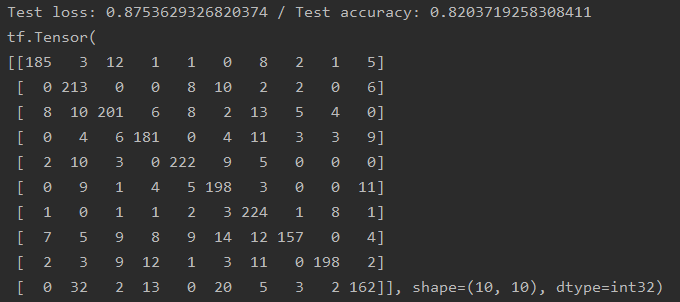 Test loss: 0.8753629326820374 / Test accuracy: 0.8203719258308411
tf.Tensor(
[[185   3  12   1   1   0   8   2   1   5]
 [  0 213   0   0   8  10   2   2   0   6]
 [  8  10 201   6   8   2  13   5   4   0]
 [  0   4   6 181   0   4  11   3   3   9]
 [  2  10   3   0 222   9   5   0   0   0]
 [  0   9   1   4   5 198   3   0   0  11]
 [  1   0   1   1   2   3 224   1   8   1]
 [  7   5   9   8   9  14  12 157   0   4]
 [  2   3   9  12   1   3  11   0 198   2]
 [  0  32   2  13   0  20   5   3   2 162]], shape=(10, 10), dtype=int32)